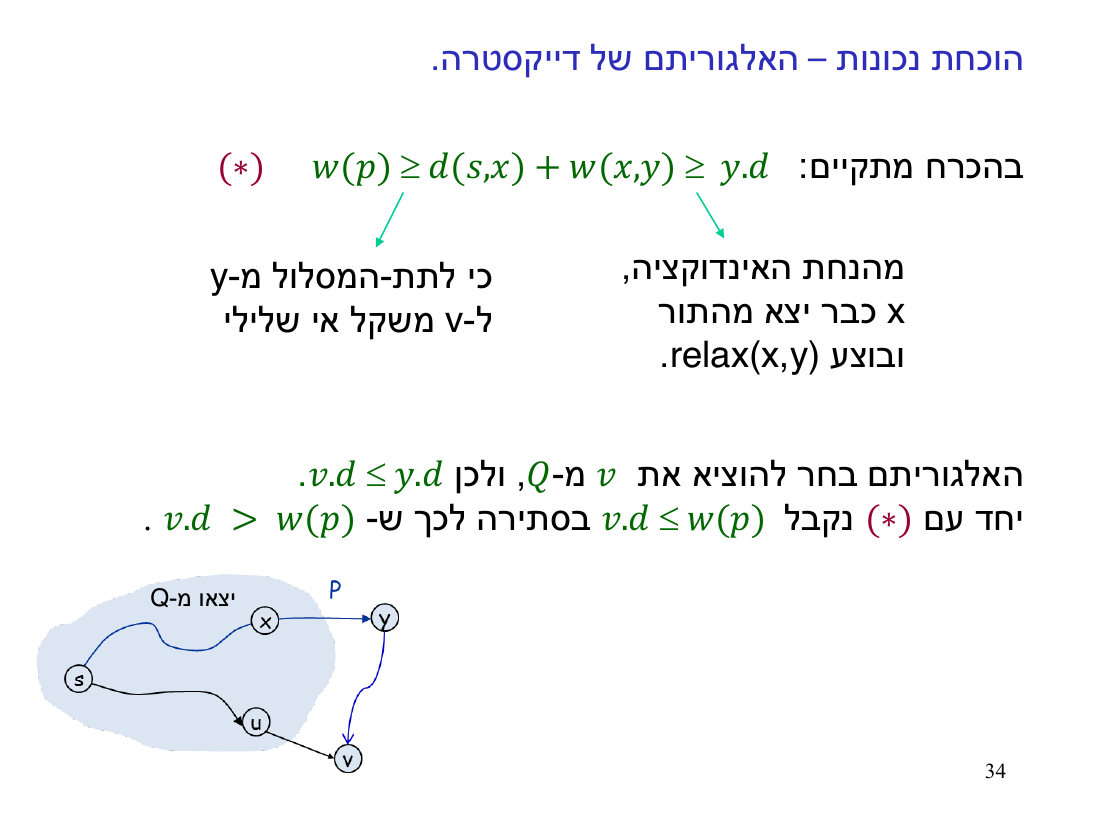 הוכחת נכונות – האלגוריתם של דייקסטרה.
בהכרח מתקיים: w(p) ≥ d(s,x) + w(x,y) ≥ y.d (∗)
מהנחת האינדוקציה,
x כבר יצא מהתור
ובוצע relax(x,y).
כי לתת-המסלול מ-y
ל-v משקל אי שלילי
האלגוריתם בחר להוציא את v מ-Q, ולכן v.d ≤ y.d.
יחד עם (∗) נקבל v.d ≤ w(p) בסתירה לכך ש- v.d > w(p) .
יצאו מ-Q
P
x
y
s
u
v
34